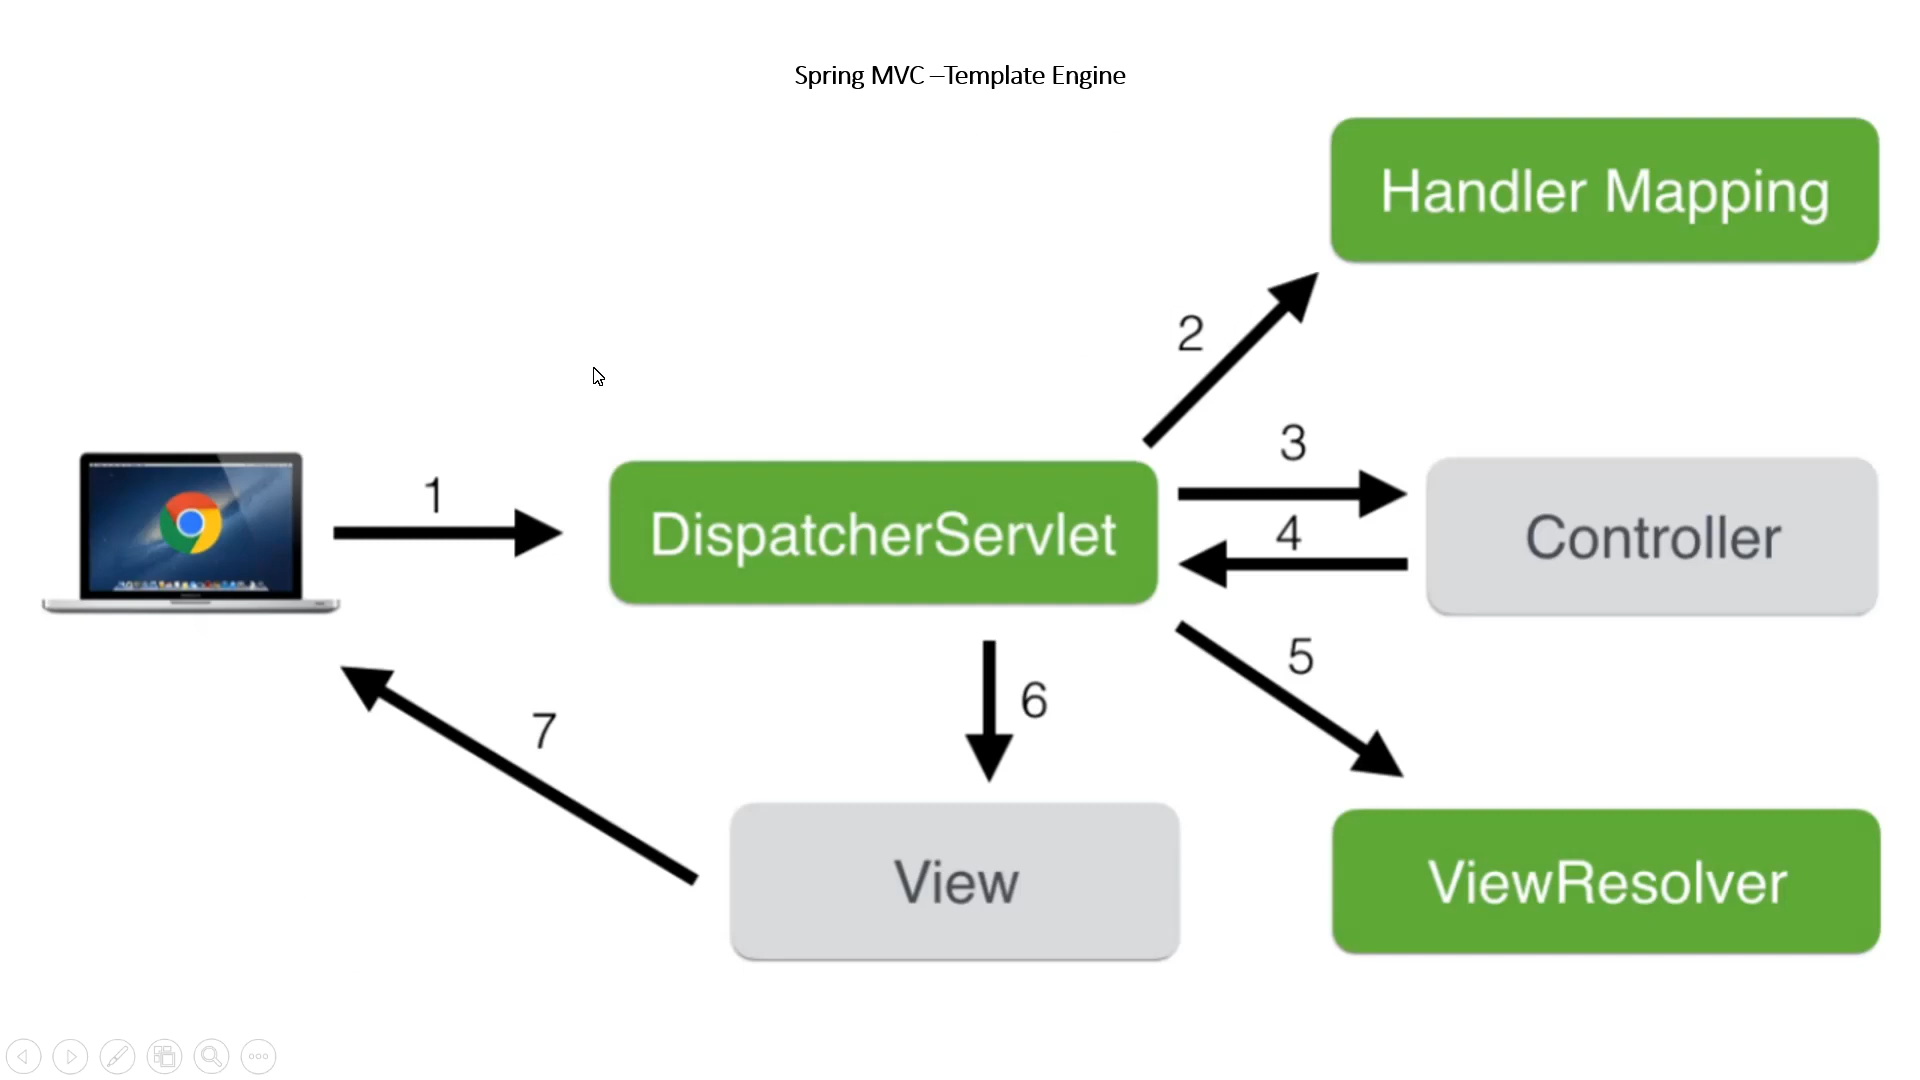 Spring MVC –Template Engine
Handler Mapping
2
3
1
4
DispatcherServlet
Controller
5
6
7
View
ViewResolver